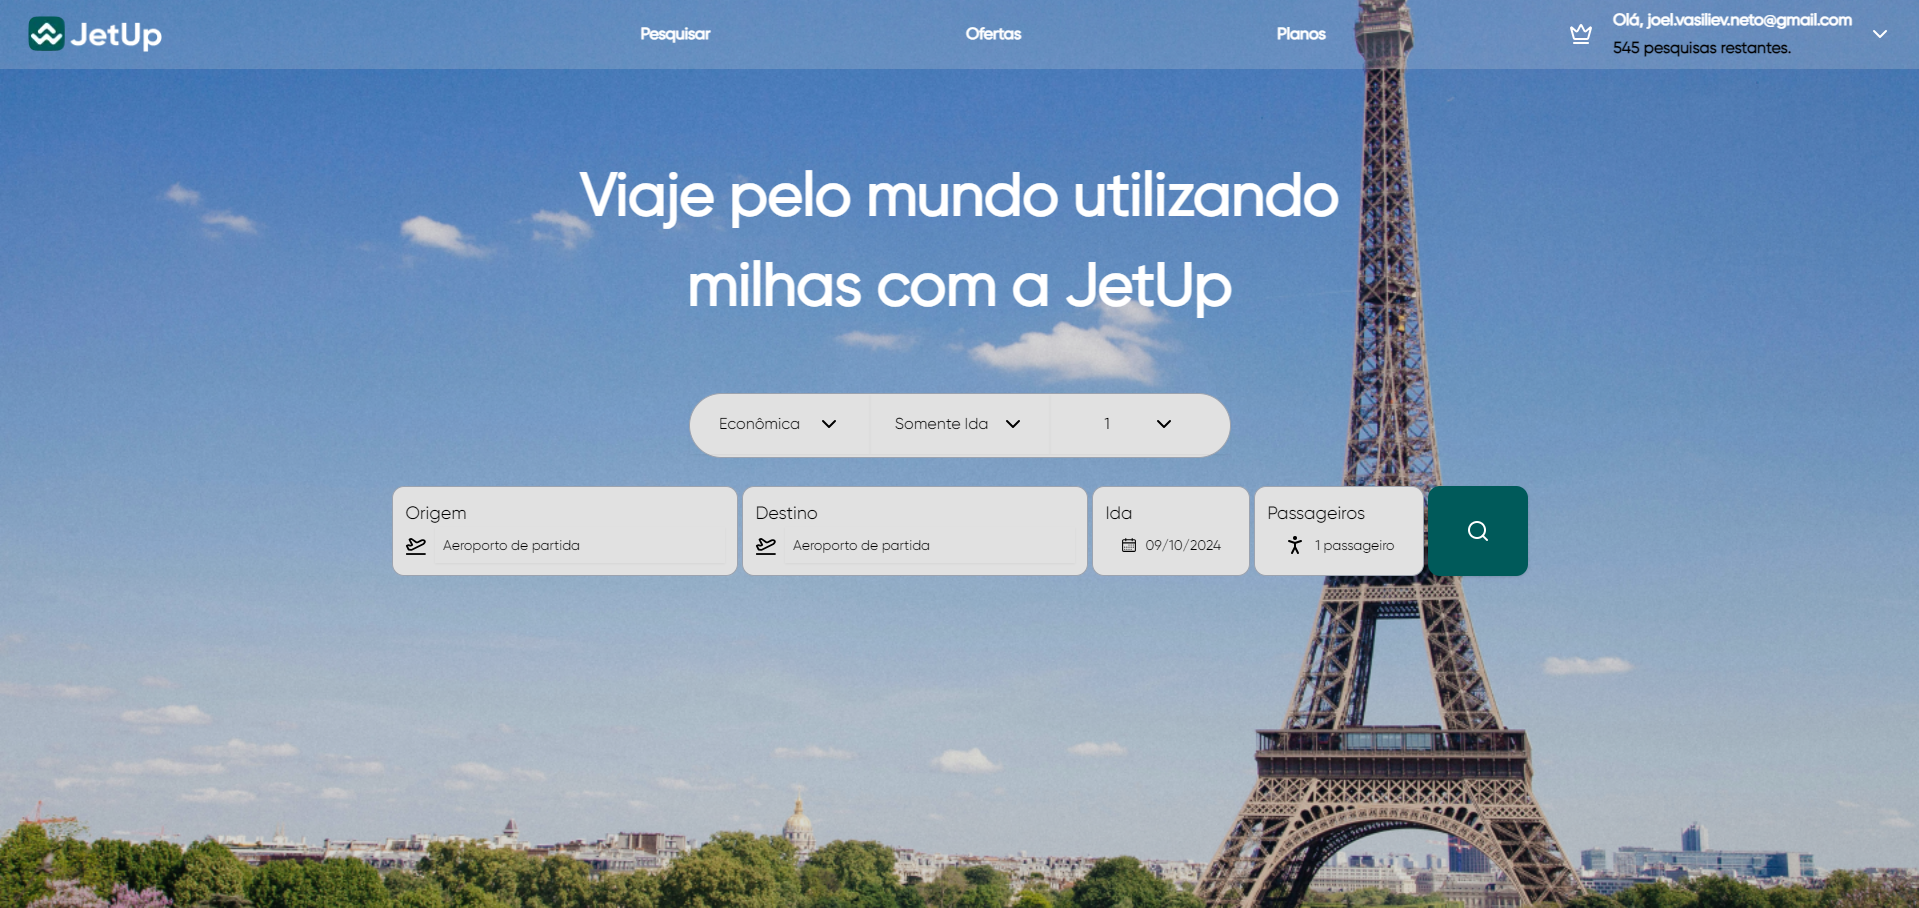 JetUp
Pesquisar
Ofertas
Planos
Olá, joel.vasiliev.neto@gmail.com
545 pesquisas restantes.
Viaje pelo mundo utilizando
milhas com a JetUp
Econômica
Somente Ida
1
Origem
Aeroporto de partida
Destino
Aeroporto de partida
Ida
09/10/2024
Passageiros
1 passageiro